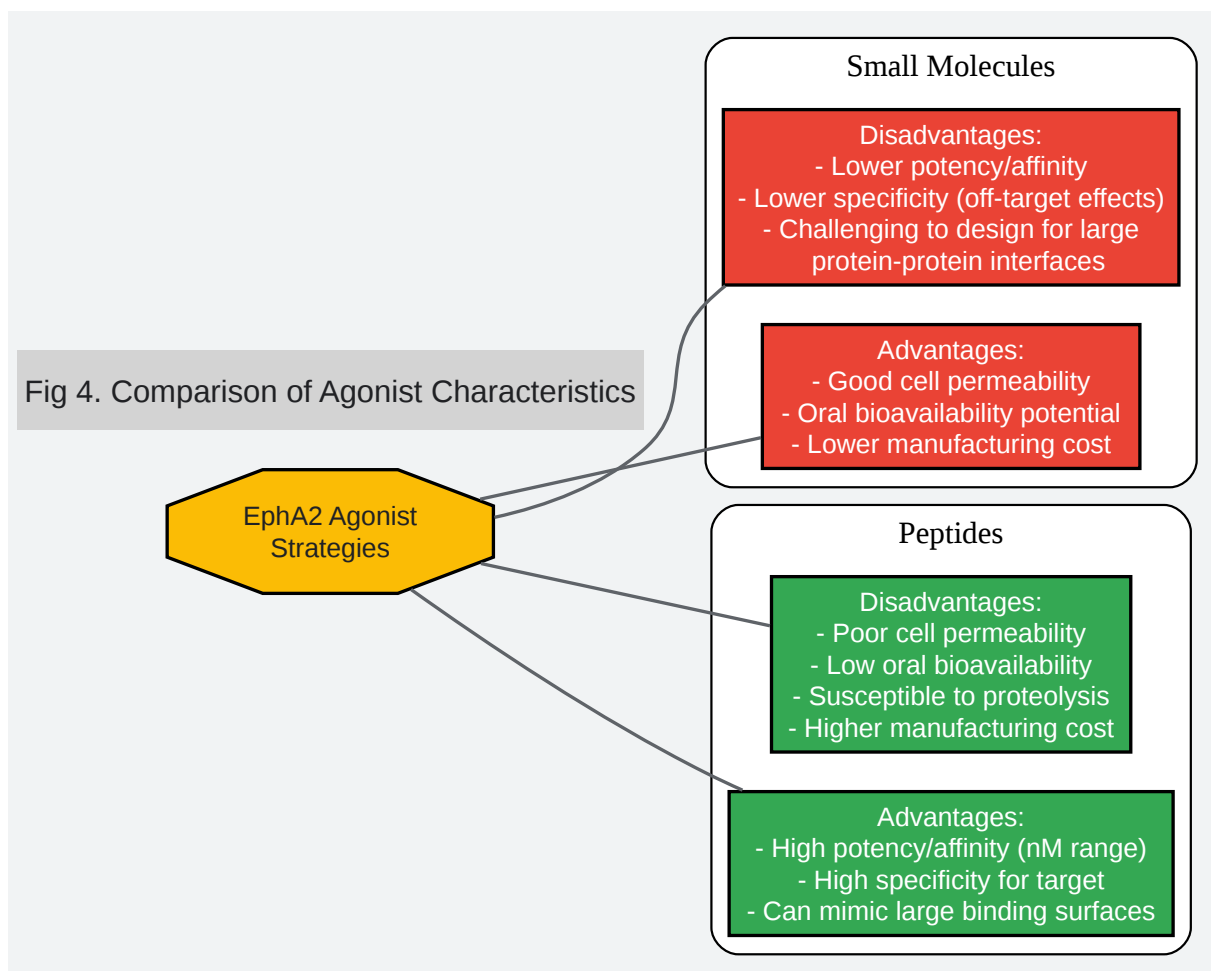 Small Molecules
Disadvantages:
- Lower potency/affinity
- Lower specificity (off-target effects)
- Challenging to design for large
protein-protein interfaces
Advantages:
- Good cell permeability
- Oral bioavailability potential
- Lower manufacturing cost
Fig 4. Comparison of Agonist Characteristics
EphA2 Agonist
Strategies
Peptides
Disadvantages:
- Poor cell permeability
- Low oral bioavailability
- Susceptible to proteolysis
- Higher manufacturing cost
Advantages:
- High potency/affinity (nM range)
- High specificity for target
- Can mimic large binding surfaces